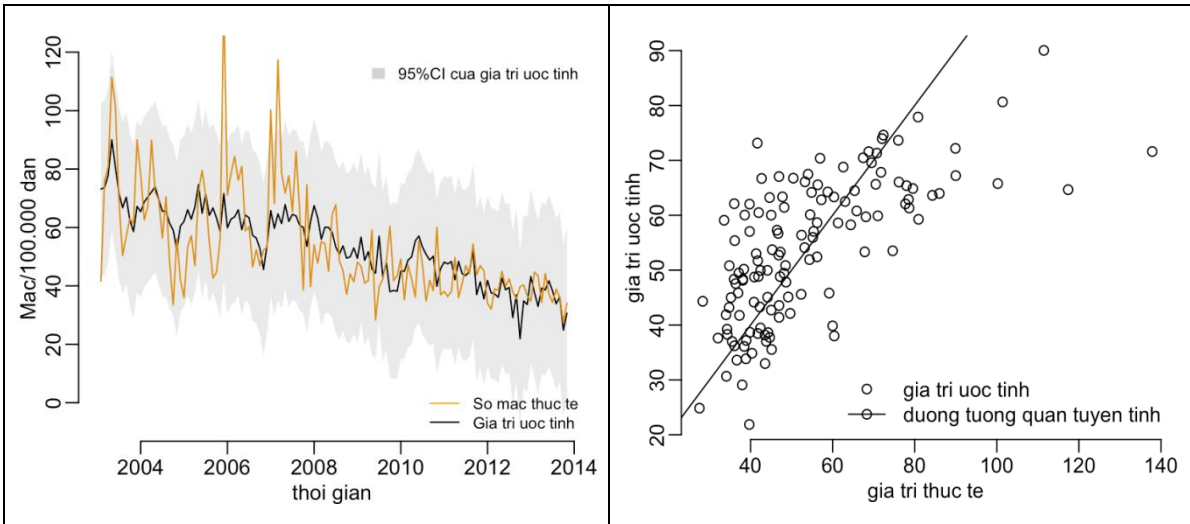 120
100
80
60
40
20
0
Mac/100.000 dan
95%CI cua gia tri uoc tinh
So mac thuc te
Gia tri uoc tinh
2004 2006 2008 2010 2012 2014
thoi gian
90
80
70
60
50
40
30
20
gia tri uoc tinh
gia tri uoc tinh
duong tuong quan tuyen tinh
40 60 80 100 120 140
gia tri thuc te